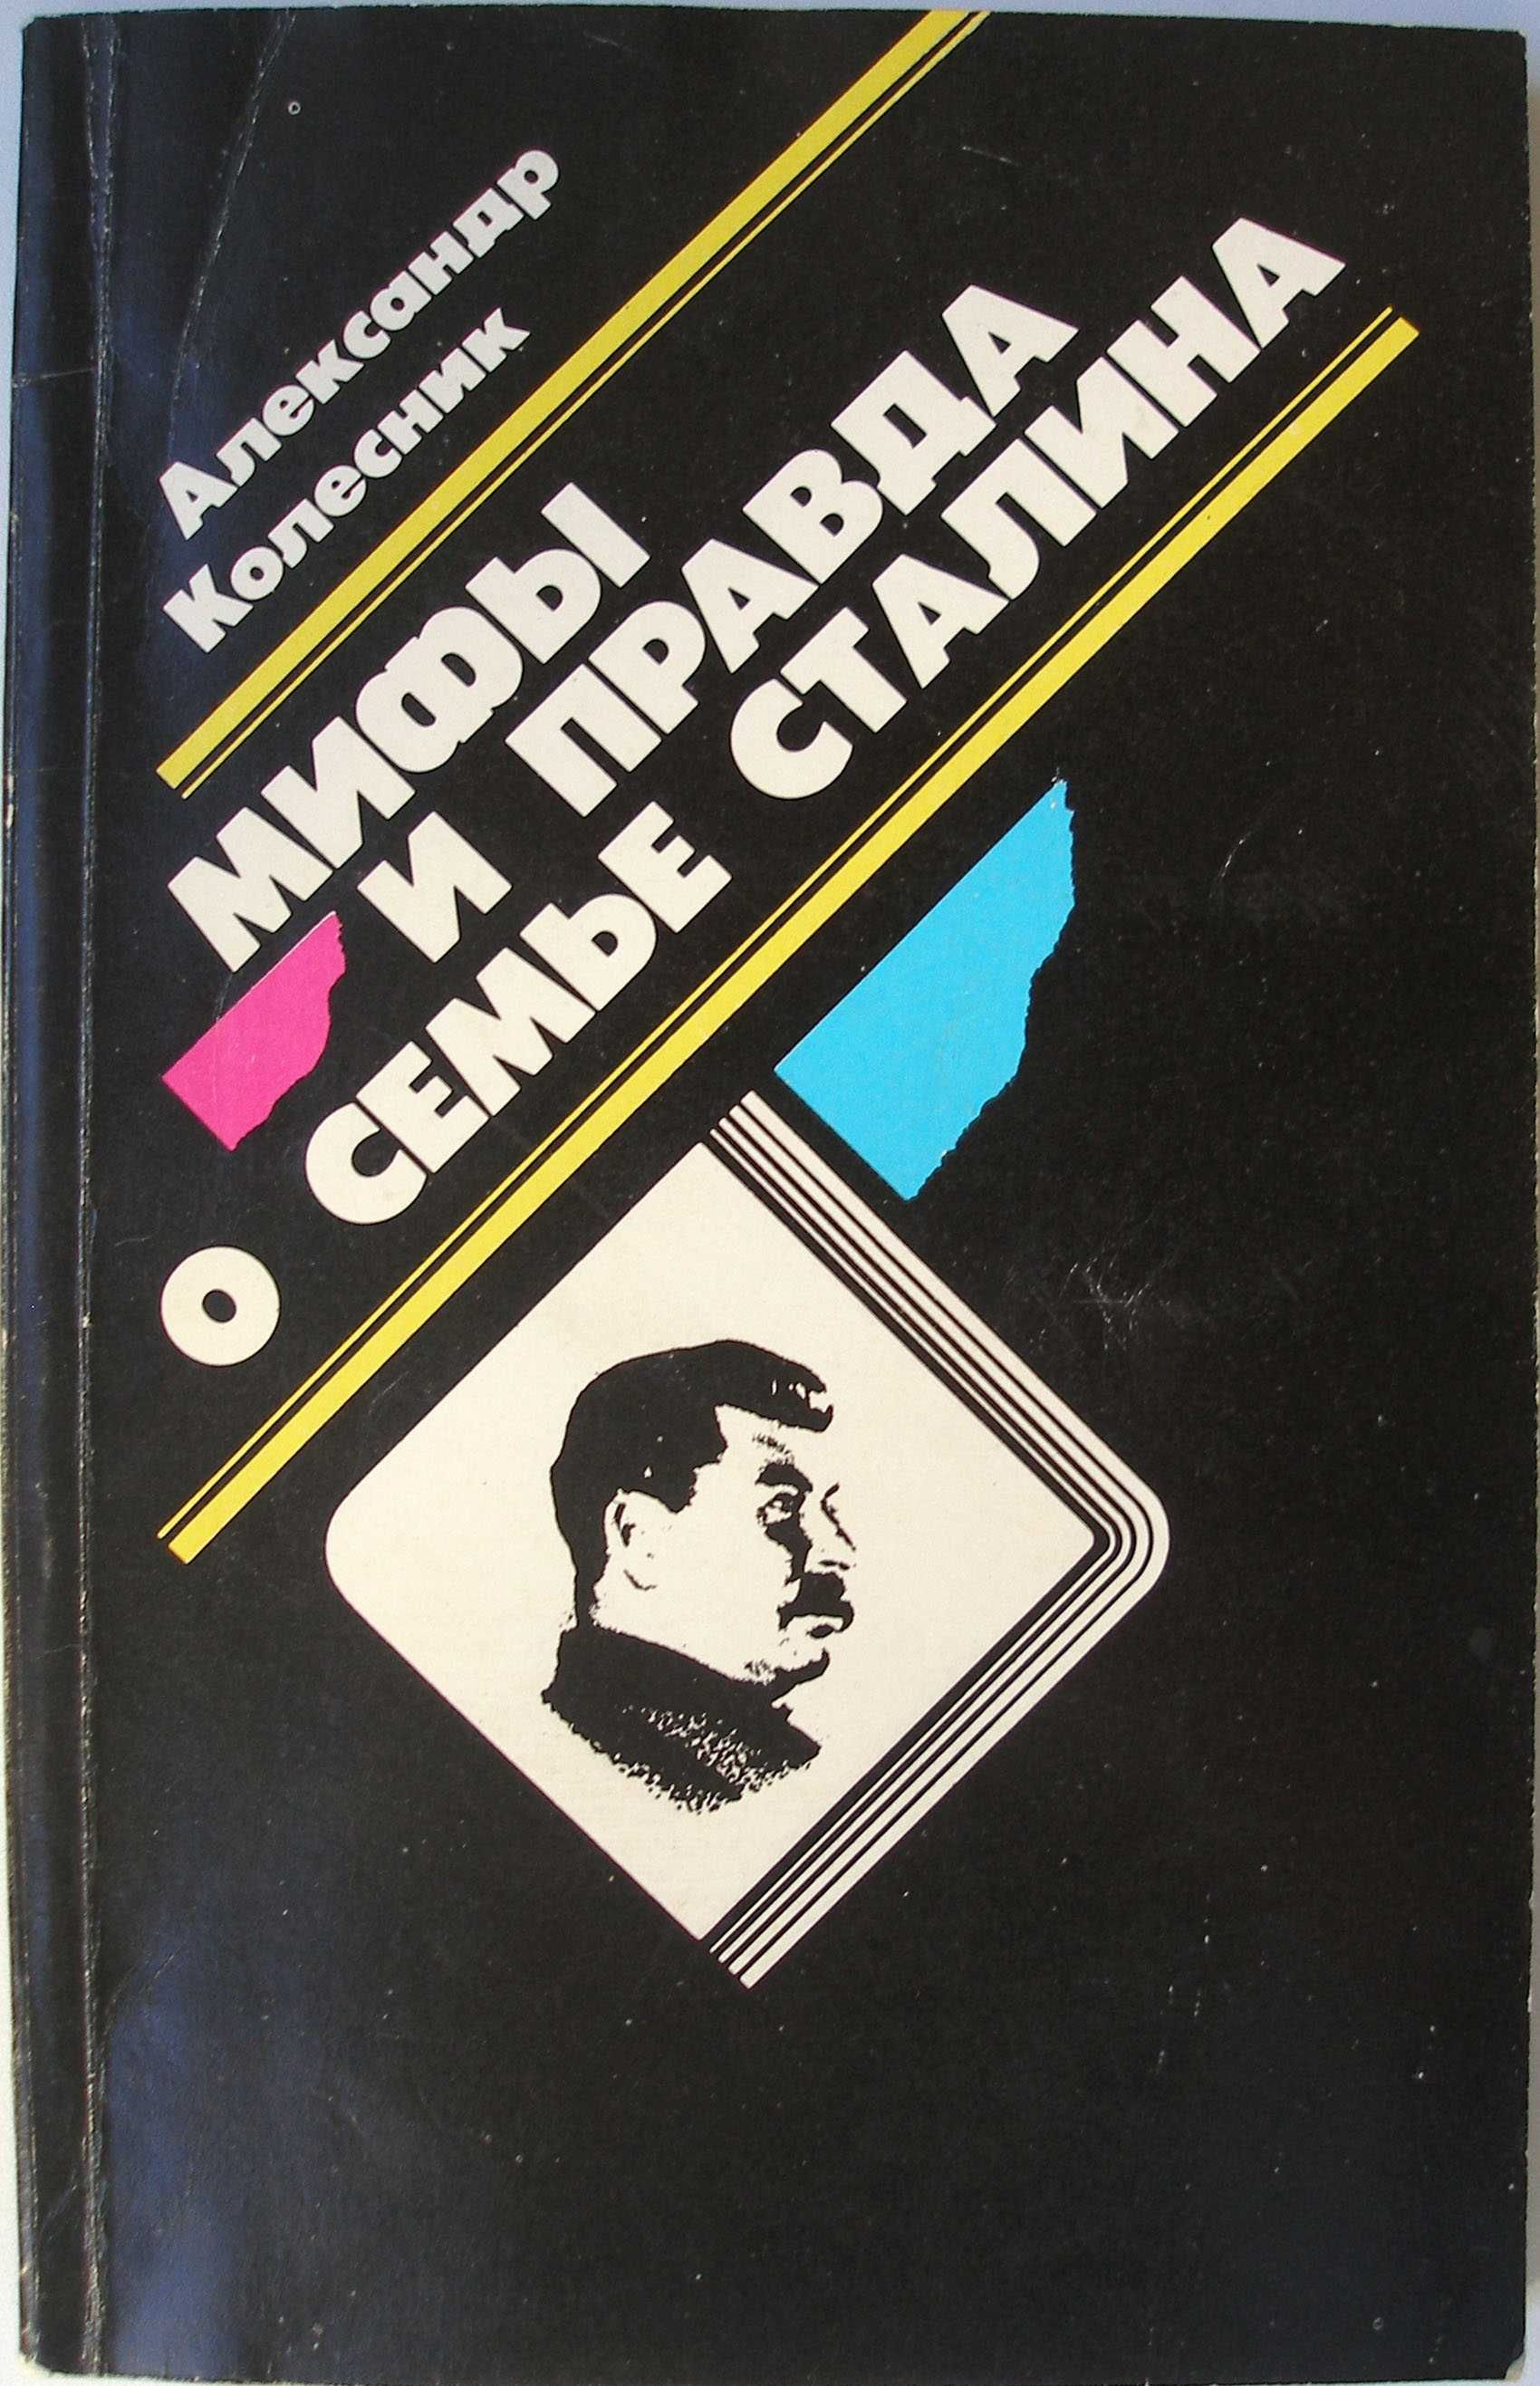 Александр
Колесник
МИФЫ
И ПРАВДА
О СЕМЬЕ СТАЛИНА